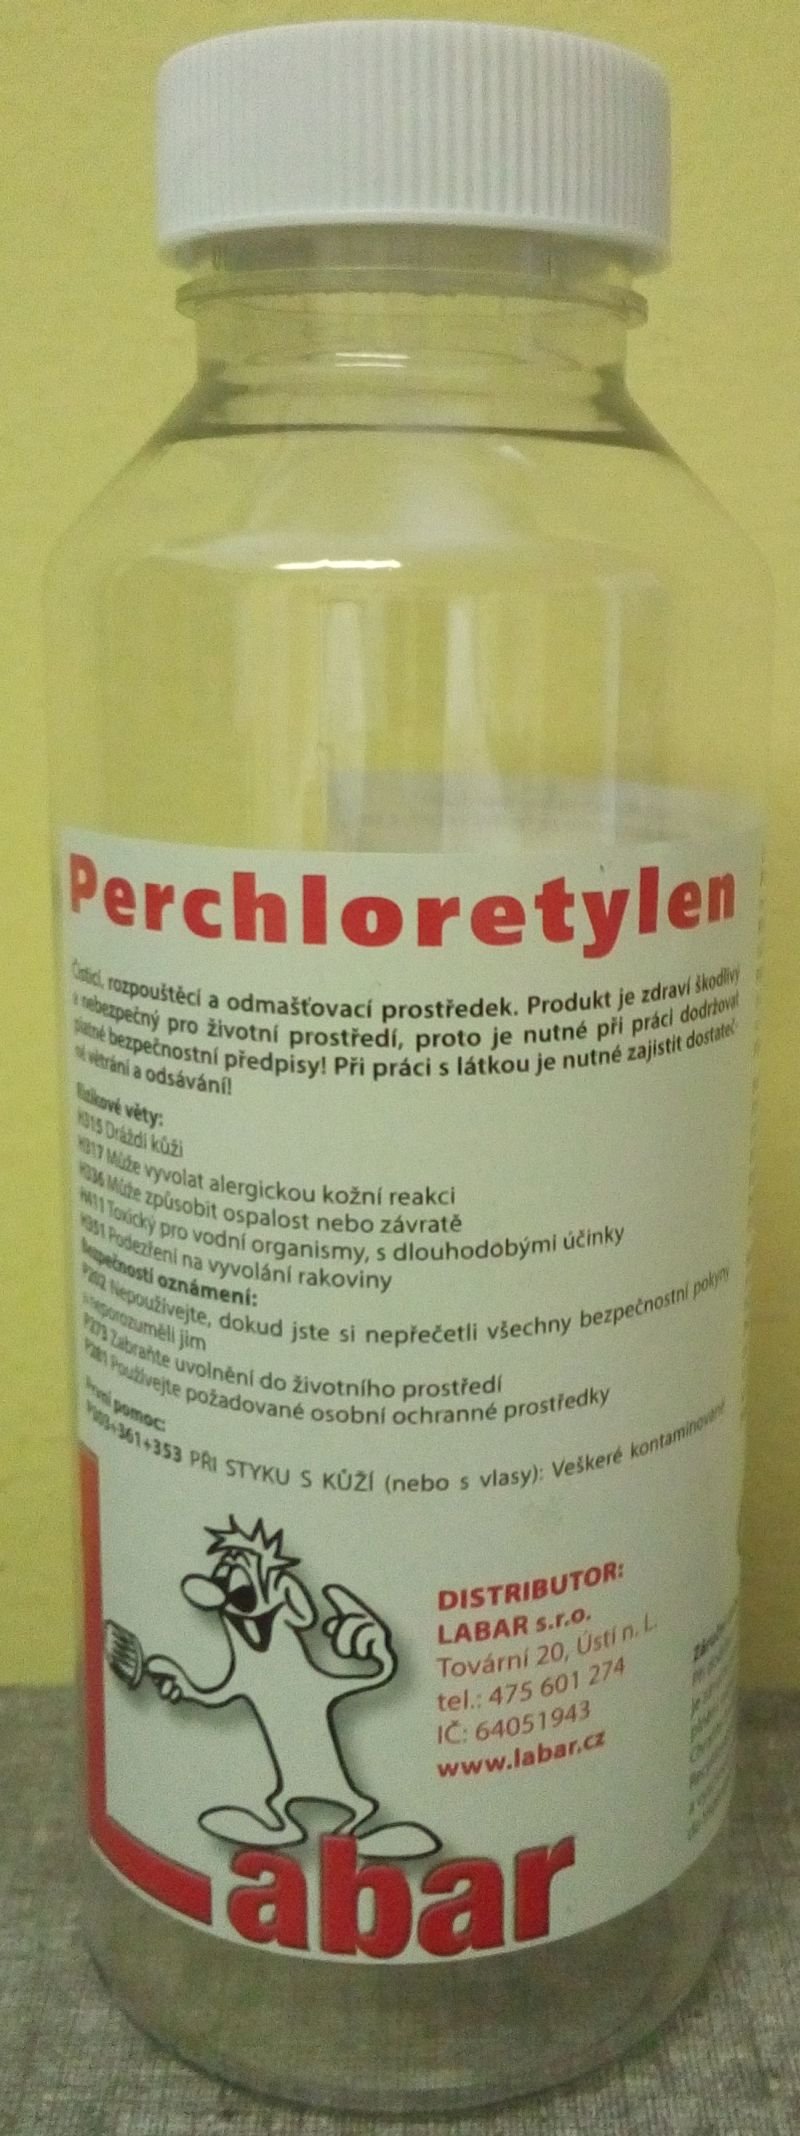 Perchloretylen
Čisticí, rozpouštěcí a odmašťovací prostředek. Produkt je zdraví škodlivý
a nebezpečný pro životní prostředí, proto je nutné při práci dodržovat
platné bezpečnostní předpisy! Při práci s látkou je nutné zajistit dostateč-
né větrání a odsávání!
Rizikové věty:
H315 Dráždí kůži
H317 Může vyvolat alergickou kožní reakci
H336 Může způsobit ospalost nebo závratě
H411 Toxický pro vodní organismy, s dlouhodobými účinky
H351 Podezření na vyvolání rakoviny
Bezpečností oznámení:
P202 Nepoužívejte, dokud jste si nepřečetli všechny bezpečnostní pokyny
a neporozuměli jim
P273 Zabraňte uvolnění do životního prostředí
P281 Používejte požadované osobní ochranné prostředky
První pomoc:
P303+361+353 PŘI STYKU S KŮŽÍ (nebo s vlasy): Veškeré kontaminované
DISTRIBUTOR:
LABAR s.r.o.
Tovární 20, Ústí n. L.
tel.: 475 601 274
IČ: 64051943
www.labar.cz
Labar